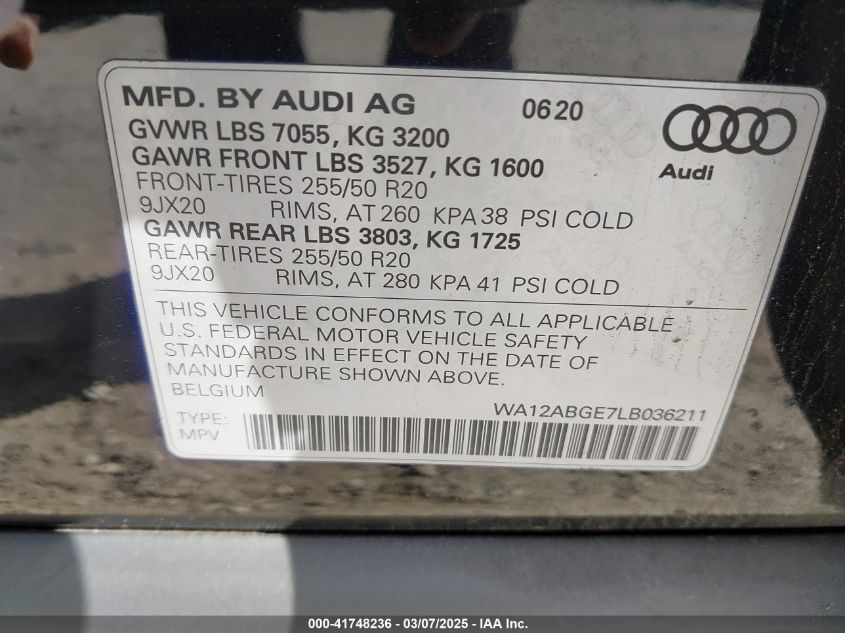 MFD. BY AUDI AG 0620
GVWR LBS 7055, KG 3200
GAWR FRONT LBS 3527, KG 1600
Audi
FRONT-TIRES 255/50 R20
9JX20 RIMS, AT 260 KPA 38 PSI COLD
GAWR REAR LBS 3803, KG 1725
REAR-TIRES 255/50 R20
9JX20 RIMS, AT 280 KPA 41 PSI COLD
THIS VEHICLE CONFORMS TO ALL APPLICABLE
U.S. FEDERAL MOTOR VEHICLE SAFETY
STANDARDS IN EFFECT ON THE DATE OF
MANUFACTURE SHOWN ABOVE.
BELGIUM
WA12ABGE7LB036211
TYPE:
MPV
000-41748236 - 03/07/2025 - IAA Inc.